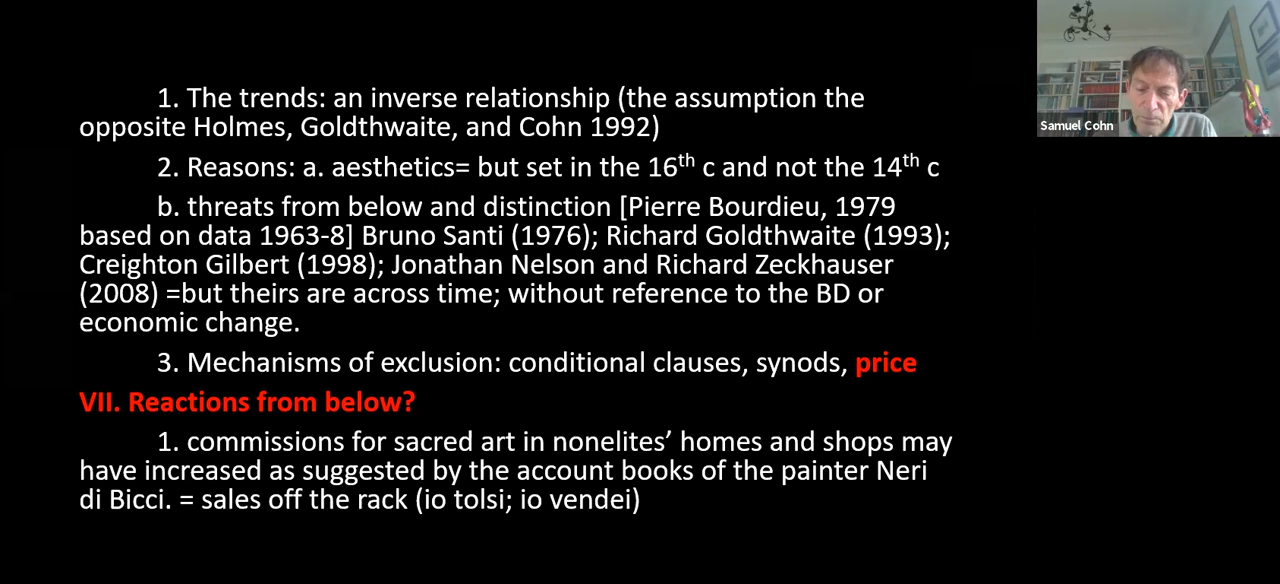 1. The trends: an inverse relationship (the assumption the
opposite Holmes, Goldthwaite, and Cohn 1992)
2. Reasons: a. aesthetics= but set in the 16th c and not the 14th c
b. threats from below and distinction [Pierre Bourdieu, 1979
based on data 1963-8] Bruno Santi (1976); Richard Goldthwaite (1993);
Creighton Gilbert (1998); Jonathan Nelson and Richard Zeckhauser
(2008) =but theirs are across time; without reference to the BD or
economic change.
3. Mechanisms of exclusion: conditional clauses, synods, price
VII. Reactions from below?
1. commissions for sacred art in nonelites’ homes and shops may
have increased as suggested by the account books of the painter Neri
di Bicci. = sales off the rack (io tolsi; io vendei)
Samuel Cohn